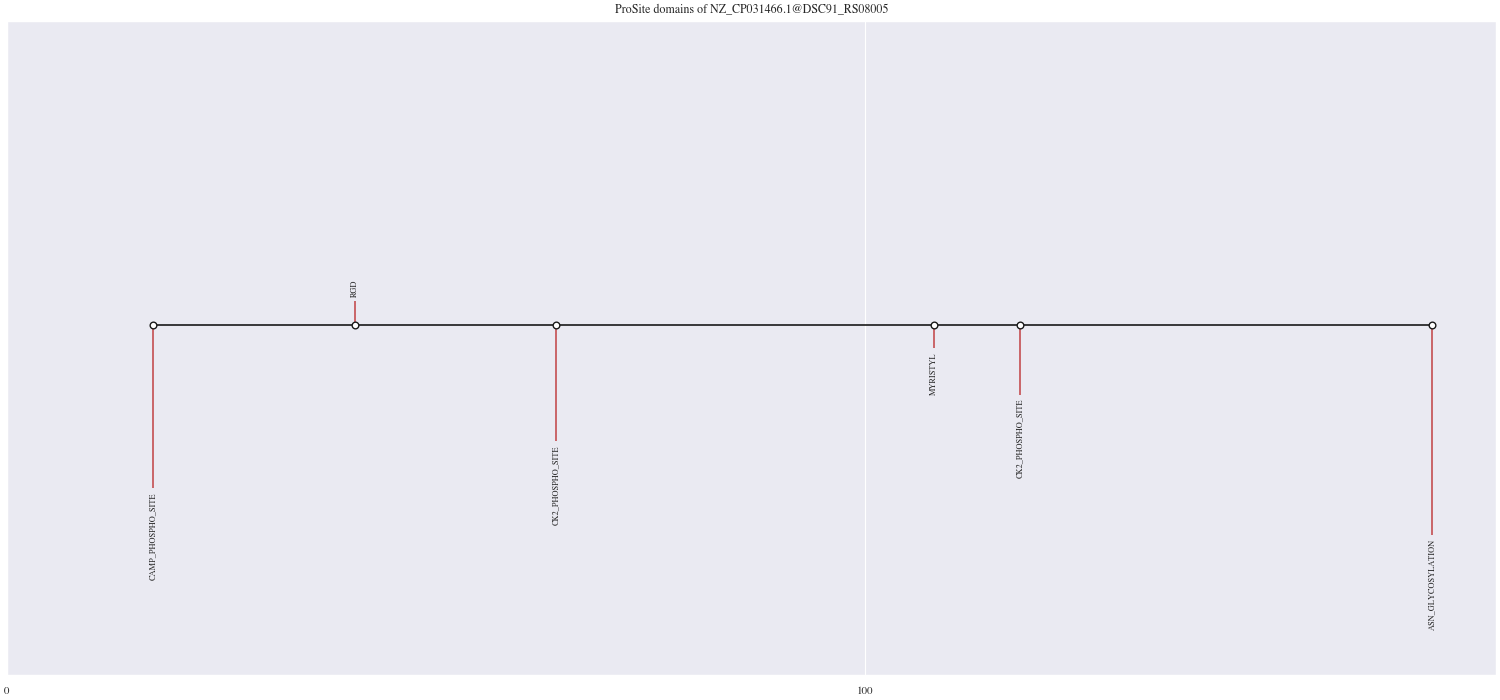 ProSite domains of NZ_CP031466.1@DSC91_RS08005
RGD
MYRISTYL
CK2_PHOSPHO_SITE
CK2_PHOSPHO_SITE
CAMP_PHOSPHO_SITE
ASN_GLYCOSYLATION
0
100